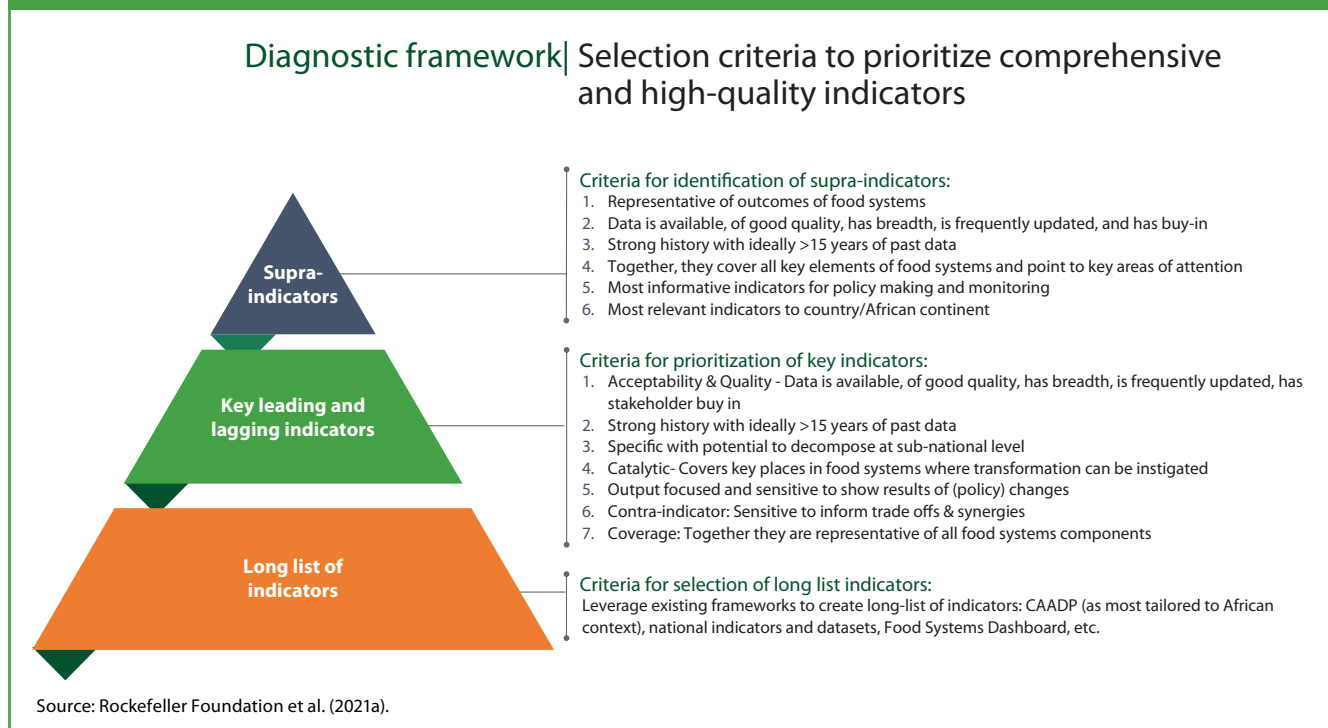 Diagnostic framework| Selection criteria to prioritize comprehensive
and high-quality indicators
Supra-
indicators
Criteria for identification of supra-indicators:
1. Representative of outcomes of food systems
2. Data is available, of good quality, has breadth, is frequently updated, and has buy-in
3. Strong history with ideally >15 years of past data
4. Together, they cover all key elements of food systems and point to key areas of attention
5. Most informative indicators for policy making and monitoring
6. Most relevant indicators to country/African continent
Key leading and
lagging indicators
Criteria for prioritization of key indicators:
1. Acceptability & Quality - Data is available, of good quality, has breadth, is frequently updated, has
stakeholder buy in
2. Strong history with ideally >15 years of past data
3. Specific with potential to decompose at sub-national level
4. Catalytic- Covers key places in food systems where transformation can be instigated
5. Output focused and sensitive to show results of (policy) changes
6. Contra-indicator: Sensitive to inform trade offs & synergies
7. Coverage: Together they are representative of all food systems components
Long list of
indicators
Criteria for selection of long list indicators:
Leverage existing frameworks to create long-list of indicators: CAADP (as most tailored to African
context), national indicators and datasets, Food Systems Dashboard, etc.
Source: Rockefeller Foundation et al. (2021a).